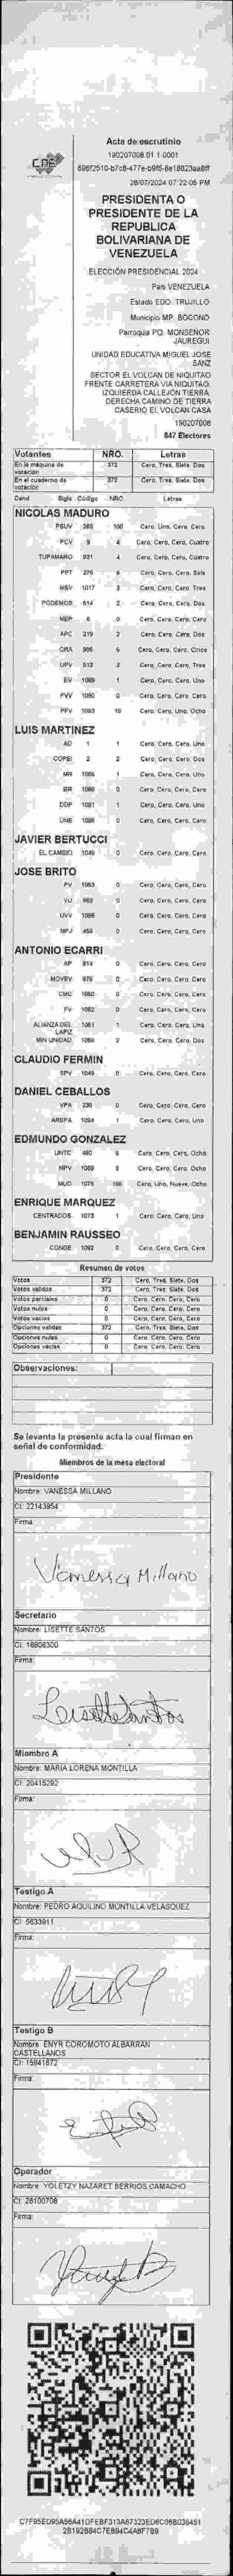 CNE
Acta de escrutinio
190207008.01.1.0001
28/07/2024 07:22:05 PM
PRESIDENTA O
PRESIDENTE DE LA
REPUBLICA
BOLIVARIANA DE
VENEZUELA
ELECCIÓN PRESIDENCIAL 2024
País VENEZUELA
Estado EDO. TRUJILLO
Municipio MP. BOCONO
Parroquia PQ. MONSENOR
JAUREGUI
UNIDAD EDUCATIVA MIGUEL JOSE
SANZ
SECTOR EL VOLCAN DE NIQUITAO
FRENTE CARRETERA VIA NIQUITAO.
IZQUIERDA CALLEJON TIERRA.
DERECHA CAMINO DE TIERRA
CASERIO EL VOLCAN CASA
190207008
647 Electores
Votantes NRO. Letras
En la máquina de votación 372 Cero, Tres, Siete, Dos
En el cuaderno de votación 372 Cero, Tres, Siete, Dos
Cand Sigla Código NRO Letras
NICOLAS MADURO
PSUV 269 100 Cero, Uno, Cero, Cero
PCV 9 4 Cero, Cero, Cero, Cuatro
TUPAMARO 931 4 Cero, Cero, Cero, Cuatro
PPT 276 6 Cero, Cero, Cero, Seis
MSV 1017 3 Cero, Cero, Cero, Tres
PODEMOS 614 2 Cero, Cero, Cero, Dos
MEP 6 0 Cero, Cero, Cero, Cero
APC 219 2 Cero, Cero, Cero, Dos
ORA 905 5 Cero, Cero, Cero, Cinco
UPV 512 3 Cero, Cero, Cero, Tres
EV 1089 1 Cero, Cero, Cero, Uno
PVV 1090 0 Cero, Cero, Cero, Cero
PFV 1093 18 Cero, Cero, Uno, Ocho
LUIS MARTINEZ
AD 1 1 Cero, Cero, Cero, Uno
COPEI 2 2 Cero, Cero, Cero, Dos
MR 1055 1 Cero, Cero, Cero, Uno
BR 1066 0 Cero, Cero, Cero, Cero
DDP 1091 1 Cero, Cero, Cero, Uno
UNE 1098 0 Cero, Cero, Cero, Cero
JAVIER BERTUCCI
EL CAMBIO 1049 0 Cero, Cero, Cero, Cero
JOSE BRITO
PV 1053 0 Cero, Cero, Cero, Cero
VU 969 0 Cero, Cero, Cero, Cero
UVV 1096 0 Cero, Cero, Cero, Cero
MPJ 450 0 Cero, Cero, Cero, Cero
ANTONIO ECARRI
AP 814 0 Cero, Cero, Cero, Cero
MOVEV 978 0 Cero, Cero, Cero, Cero
CMC 1050 0 Cero, Cero, Cero, Cero
FV 1052 0 Cero, Cero, Cero, Cero
ALIANZA DEL LAPIZ 1081 1 Cero, Cero, Cero, Uno
MIN UNIDAD 1068 2 Cero, Cero, Cero, Dos
CLAUDIO FERMIN
SPV 1049 0 Cero, Cero, Cero, Cero
DANIEL CEBALLOS
VPA 236 0 Cero, Cero, Cero, Cero
AREPA 1094 1 Cero, Cero, Cero, Uno
EDMUNDO GONZALEZ
UNTC 480 8 Cero, Cero, Cero, Ocho
MPV 1069 8 Cero, Cero, Cero, Ocho
MUD 1075 198 Cero, Uno, Nueve, Ocho
ENRIQUE MARQUEZ
CENTRADOS 1073 1 Cero, Cero, Cero, Uno
BENJAMIN RAUSSEO
CONDE 1092 0 Cero, Cero, Cero, Cero
Resumen de votos
Votos 372 Cero, Tres, Siete, Dos
Votos válidos 372 Cero, Tres, Siete, Dos
Votos parciales 0 Cero, Cero, Cero, Cero
Votos nulos 0 Cero, Cero, Cero, Cero
Votos vacíos 0 Cero, Cero, Cero, Cero
Opciones válidas 372 Cero, Tres, Siete, Dos
Opciones nulas 0 Cero, Cero, Cero, Cero
Opciones vacías 0 Cero, Cero, Cero, Cero
Observaciones:
Se levanta la presente acta la cual firman en
señal de conformidad.
Miembros de la mesa electoral
Presidente
Nombre: VANESSA MILLANO
CI: 22143954
Firma
Vanessa Millano
Secretario
Nombre: LISETTE SANTOS
CI: 18806300
Firma:
Miembro A
Nombre: MARIA LORENA MONTILLA
CI: 20415292
Firma:
Testigo A
Nombre: PEDRO AQUILINO MONTILLA VELASQUEZ
CI: 5633911
Firma:
Testigo B
Nombre: ENYR COROMOTO ALBARRAN
CASTELLANOS
CI: 15941672
Firma:
Operador
Nombre: YOLETZY NAZARET BERRIOS CAMACHO
CI: 26100708
Firma: